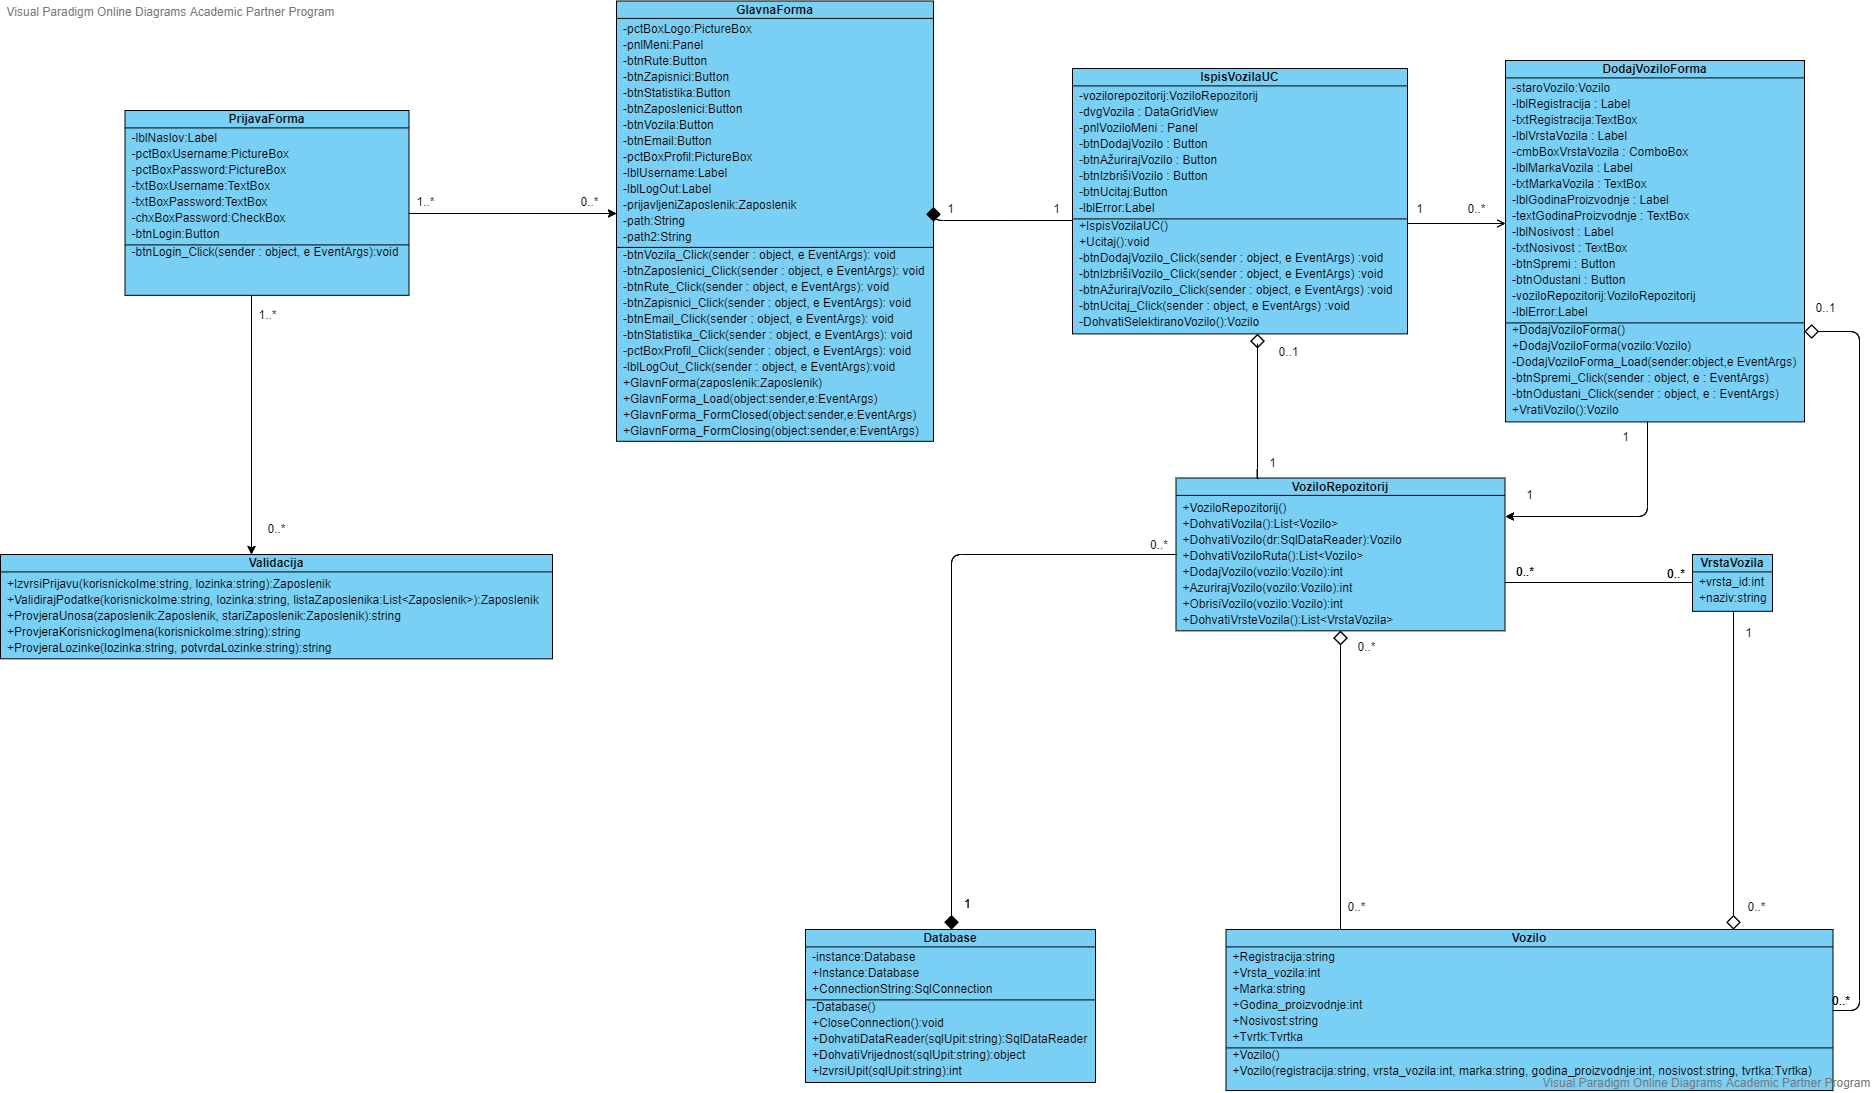 Visual Paradigm Online Diagrams Academic Partner Program
PrijavaForma
-lblNaslov:Label
-pctBoxUsername:PictureBox
-pctBoxPassword:PictureBox
-txtBoxUsername:TextBox
-txtBoxPassword:TextBox
-chxBoxPassword:CheckBox
-btnLogin:Button
-btnLogin_Click(sender : object, e EventArgs):void
1..*
0..*
1..*
0..*
GlavnaForma
-pctBoxLogo:PictureBox
-pnlMeni:Panel
-btnRute:Button
-btnZapisnici:Button
-btnStatistika:Button
-btnZaposlenici:Button
-btnVozila:Button
-btnEmail:Button
-pctBoxProfil:PictureBox
-lblUsername:Label
-lblLogOut:Label
-prijavljeniZaposlenik:Zaposlenik
-path:String
-path2:String
-btnVozila_Click(sender : object, e EventArgs): void
-btnZaposlenici_Click(sender : object, e EventArgs): void
-btnRute_Click(sender : object, e EventArgs): void
-btnZapisnici_Click(sender : object, e EventArgs): void
-btnEmail_Click(sender : object, e EventArgs): void
-btnStatistika_Click(sender : object, e EventArgs): void
-pctBoxProfil_Click(sender : object, e EventArgs): void
-lblLogOut_Click(sender : object, e EventArgs):void
+GlavnForma(zaposlenik:Zaposlenik)
+GlavnForma_Load(object:sender,e:EventArgs)
+GlavnForma_FormClosed(object:sender,e:EventArgs)
+GlavnForma_FormClosing(object:sender,e:EventArgs)
1
1
IspisVozilaUC
-vozilorepozitorij:VoziloRepozitorij
-dvgVozila : DataGridView
-pnlVoziloMeni : Panel
-btnDodajVozilo : Button
-btnAžurirajVozilo : Button
-btnIzbrišiVozilo : Button
-btnUcitaj:Button
-lblError:Label
+IspisVozilaUC()
+Ucitaj():void
-btnDodajVozilo_Click(sender : object, e EventArgs) :void
-btnIzbrišiVozilo_Click(sender : object, e EventArgs) :void
-btnAžurirajVozilo_Click(sender : object, e EventArgs) :void
-btnUcitaj_Click(sender : object, e EventArgs) :void
-DohvatiSelektiranoVozilo():Vozilo
1
0..*
0..1
1
DodajVoziloForma
-staroVozilo:Vozilo
-lblRegistracija : Label
-txtRegistracija:TextBox
-lblVrstaVozila : Label
-cmbBoxVrstaVozila : ComboBox
-lblMarkaVozila : Label
-txtMarkaVozila : TextBox
-lblGodinaProizvodnje : Label
-textGodinaProizvodnje : TextBox
-lblNosivost : Label
-txtNosivost : TextBox
-btnSpremi : Button
-btnOdustani : Button
-voziloRepozitorij:VoziloRepozitorij
-lblError:Label
+DodajVoziloForma()
+DodajVoziloForma(vozilo:Vozilo)
-DodajVoziloForma_Load(sender:object,e EventArgs)
-btnSpremi_Click(sender : object, e : EventArgs)
-btnOdustani_Click(sender : object, e : EventArgs)
+VratiVozilo():Vozilo
0..1
1
1
Validacija
+IzvrsiPrijavu(korisnickoIme:string, lozinka:string):Zaposlenik
+ValidirajPodatke(korisnickoIme:string, lozinka:string, listaZaposlenika:List<Zaposlenik>):Zaposlenik
+ProvjeraUnosa(zaposlenik:Zaposlenik, stariZaposlenik:Zaposlenik):string
+ProvjeraKorisnickogImena(korisnickoIme:string):string
+ProvjeraLozinke(lozinka:string, potvrdaLozinke:string):string
VoziloRepozitorij
+VoziloRepozitorij()
+DohvatiVozila():List<Vozilo>
+DohvatiVozilo(dr:SqlDataReader):Vozilo
+DohvatiVoziloRuta():List<Vozilo>
+DodajVozilo(vozilo:Vozilo):int
+AzurirajVozilo(vozilo:Vozilo):int
+ObrisiVozilo(vozilo:Vozilo):int
+DohvatiVrsteVozila():List<VrstaVozila>
0..*
0..*
0..*
0..*
VrstaVozila
+vrsta_id:int
+naziv:string
1
0..*
0..*
1
Database
-instance:Database
+Instance:Database
+ConnectionString:SqlConnection
-Database()
+CloseConnection():void
+DohvatiDataReader(sqlUpit:string):SqlDataReader
+DohvatiVrijednost(sqlUpit:string):object
+IzvrsiUpit(sqlUpit:string):int
Vozilo
+Registracija:string
+Vrsta_vozila:int
+Marka:string
+Godina_proizvodnje:int
+Nosivost:string
+Tvrtk:Tvrtka
+Vozilo()
+Vozilo(registracija:string, vrsta_vozila:int, marka:string, godina_proizvodnje:int, nosivost:string, tvrtka:Tvrtka)
0..*
Visual Paradigm Online Diagrams Academic Partner Program